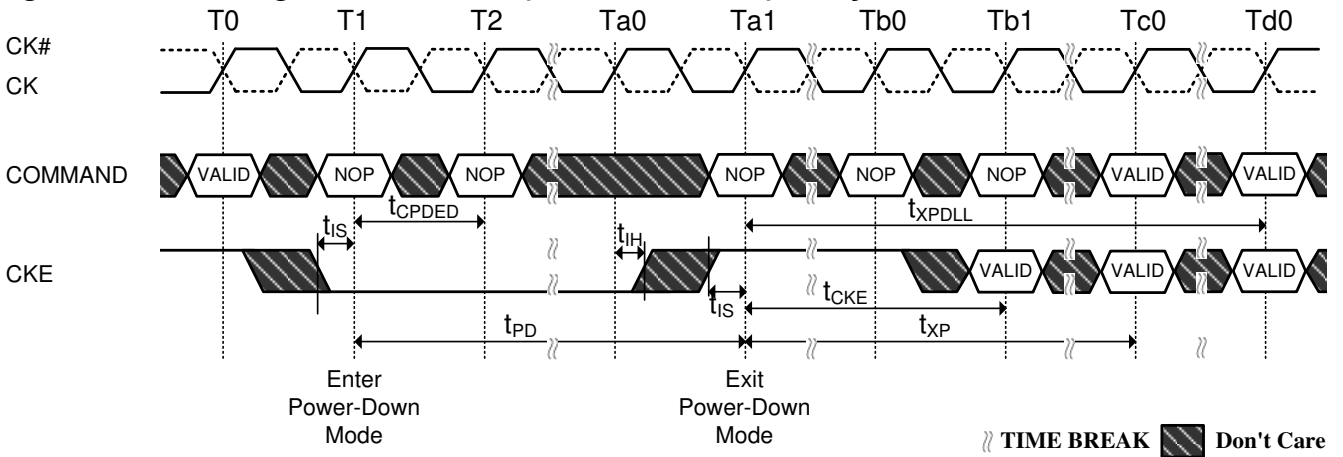 T0 T1 T2 Ta0 Ta1 Tb0 Tb1 Tc0 Td0
CK#
CK
COMMAND VALID NOP NOP NOP NOP NOP VALID VALID
tCPDED tXPDLL
tIS tIH
CKE VALID VALID VALID
tIS tCKE
tPD tXP
Enter Power-Down Mode
Exit Power-Down Mode
TIME BREAK Don't Care